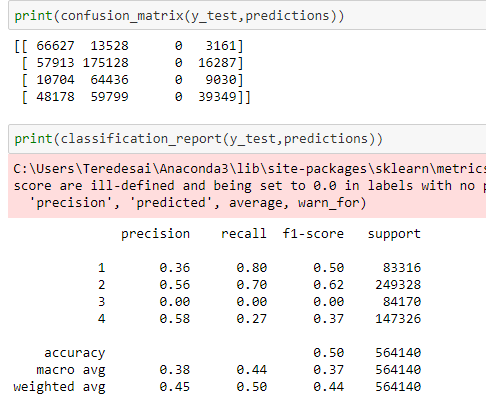 print(confusion_matrix(y_test,predictions))
[[ 66627  13528      0   3161]
 [ 57913 175128      0  16287]
 [ 10704  64436      0   9030]
 [ 48178  59799      0  39349]]
print(classification_report(y_test,predictions))
C:\Users\Teredesai\Anaconda3\lib\site-packages\sklearn\metrics
score are ill-defined and being set to 0.0 in labels with no p
  'precision', 'predicted', average, warn_for)
              precision    recall  f1-score   support
           1       0.36      0.80      0.50     83316
           2       0.56      0.70      0.62    249328
           3       0.00      0.00      0.00     84170
           4       0.58      0.27      0.37    147326
    accuracy                           0.50    564140
   macro avg       0.38      0.44      0.37    564140
weighted avg       0.45      0.50      0.44    564140